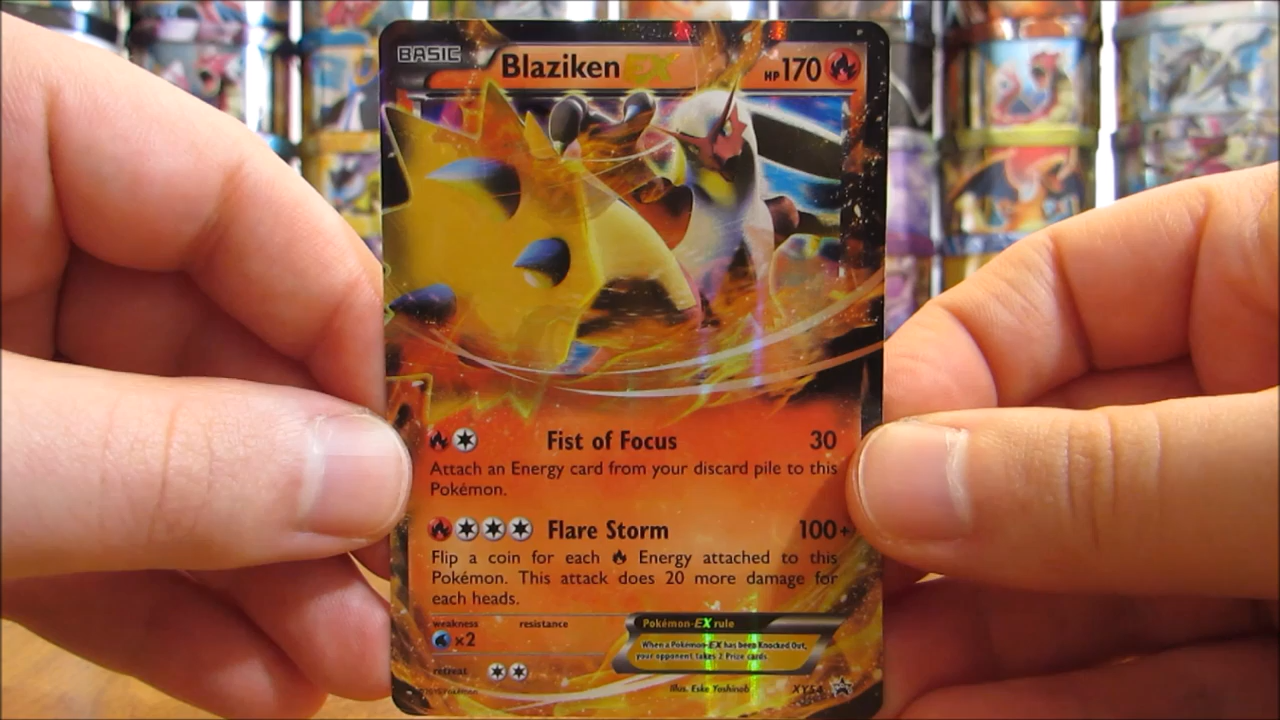 BASIC Blaziken EX HP 170
Fist of Focus 30
Attach an Energy card from your discard pile to this
Pokémon.
Flare Storm 100+
Flip a coin for each Energy attached to this
Pokémon. This attack does 20 more damage for
each heads.
weakness resistance
×2
Pokémon-EX rule
When a Pokémon-EX has been Knocked Out,
your opponent takes 2 Prize cards.
retreat
©2015 Pokémon Illus. Eske Yoshinob XY54